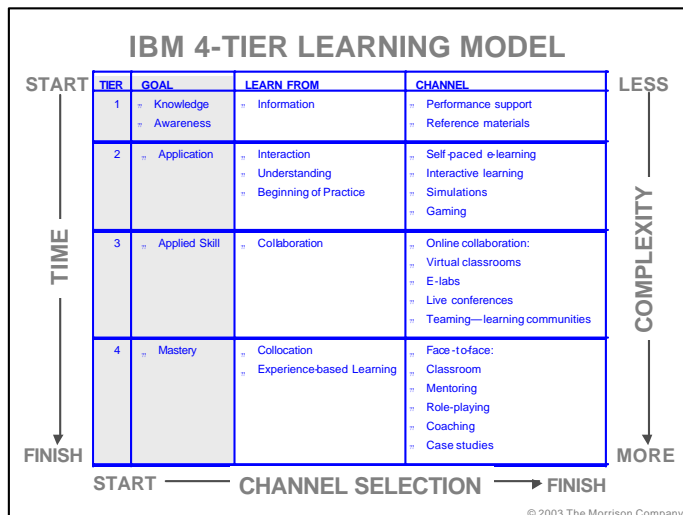 IBM 4-TIER LEARNING MODEL
START
LESS
TIER GOAL LEARN FROM CHANNEL
1 „ Knowledge „ Information „ Performance support
„ Awareness „ Reference materials
2 „ Application „ Interaction „ Self-paced e-learning
„ Understanding „ Interactive learning
„ Beginning of Practice „ Simulations
„ Gaming
TIME
COMPLEXITY
3 „ Applied Skill „ Collaboration „ Online collaboration:
„ Virtual classrooms
„ E-labs
„ Live conferences
„ Teaming—learning communities
4 „ Mastery „ Collocation „ Face-to-face:
„ Experience-based Learning „ Classroom
„ Mentoring
„ Role-playing
„ Coaching
„ Case studies
FINISH
MORE
START CHANNEL SELECTION FINISH
© 2003 The Morrison Company